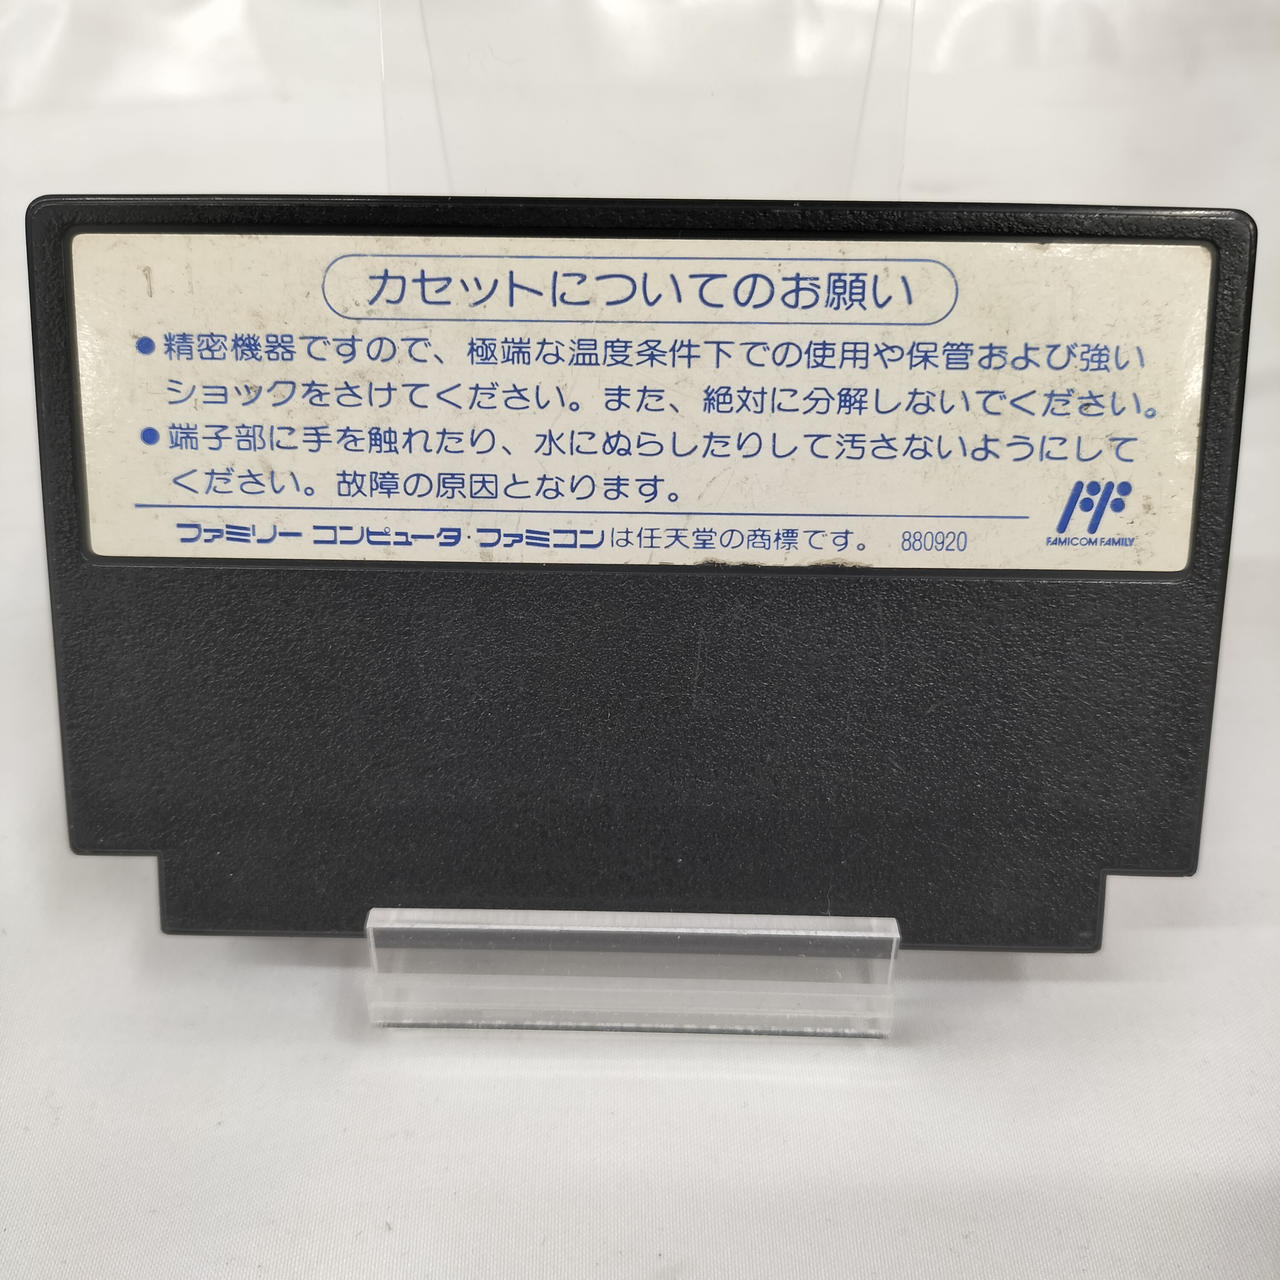 カセットについてのお願い
●精密機器ですので、極端な温度条件下での使用や保管および強い
ショックをさけてください。また、絶対に分解しないでください。
●端子部に手を触れたり、水にぬらしたりして汚さないようにして
ください。故障の原因となります。
ファミリー コンピュータ・ファミコンは任天堂の商標です。 880920
FAMICOM FAMILY